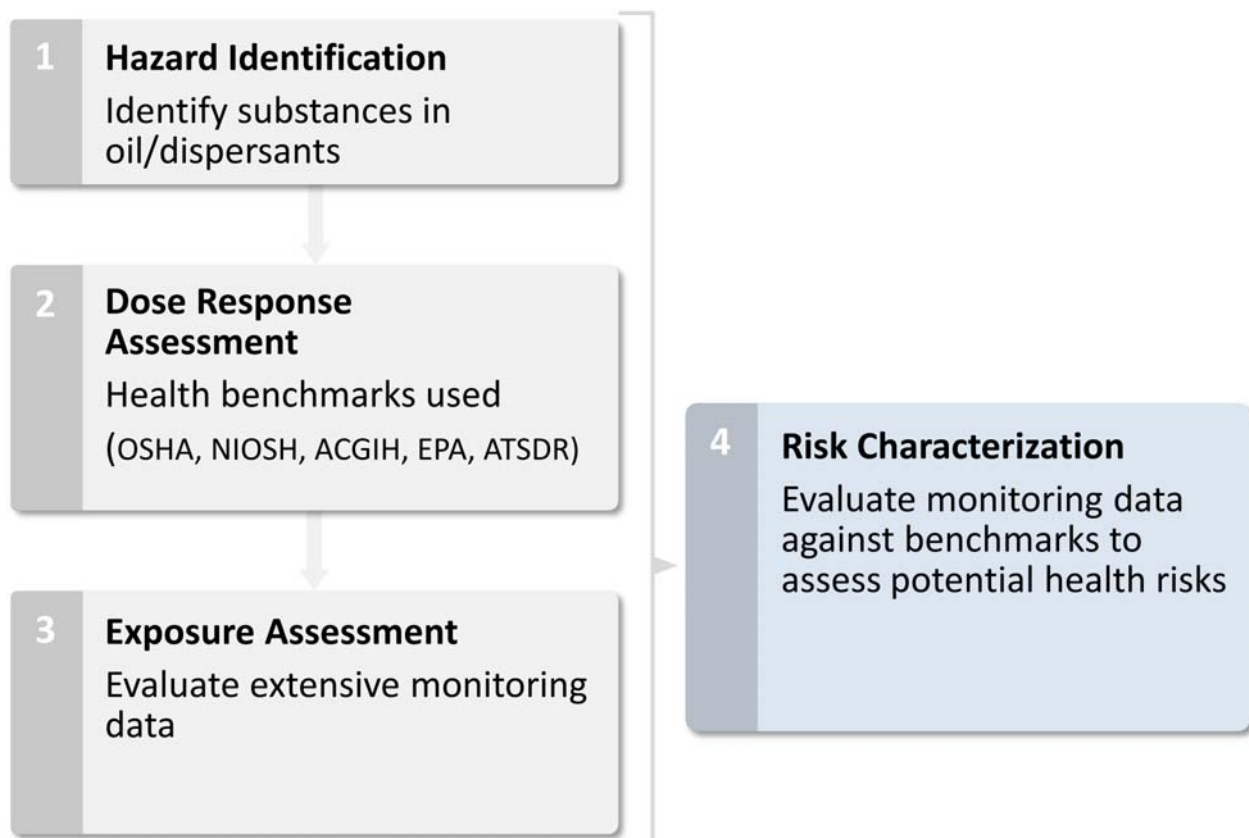 1
Hazard Identification
Identify substances in
oil/dispersants
2
Dose Response
Assessment
Health benchmarks used
(OSHA, NIOSH, ACGIH, EPA, ATSDR)
3
Exposure Assessment
Evaluate extensive monitoring
data
4
Risk Characterization
Evaluate monitoring data
against benchmarks to
assess potential health risks